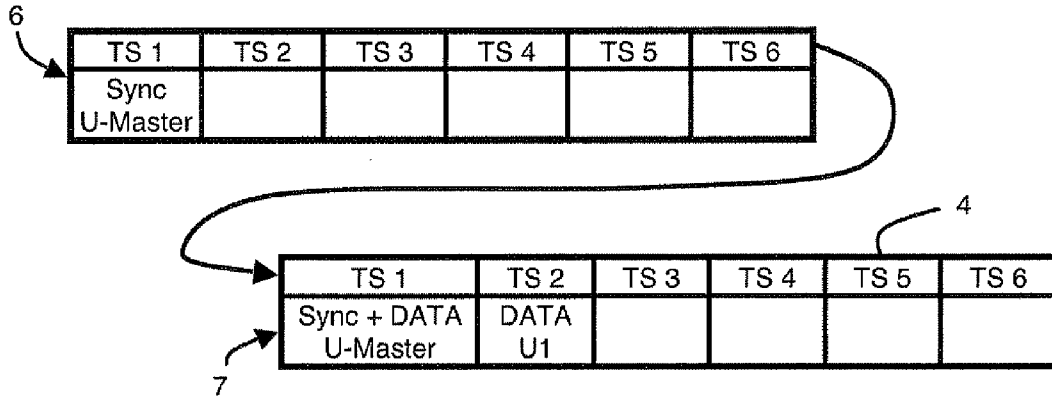 6
TS 1 TS 2 TS 3 TS 4 TS 5 TS 6
Sync
U-Master
4
TS 1 TS 2 TS 3 TS 4 TS 5 TS 6
Sync + DATA DATA
U-Master U1
7